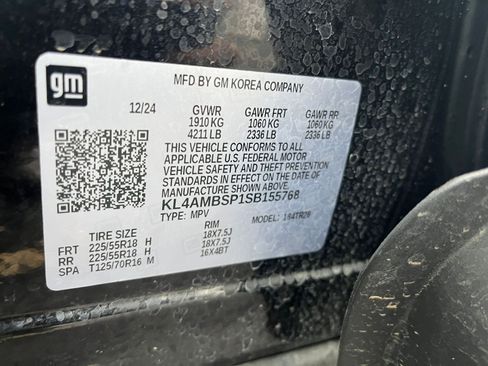 gm
MFD BY GM KOREA COMPANY
12/24 GVWR GAWR FRT GAWR RR
1910 KG 1060 KG 1060 KG
4211 LB 2336 LB 2336 LB
THIS VEHICLE CONFORMS TO ALL
APPLICABLE U.S. FEDERAL MOTOR
VEHICLE SAFETY AND THEFT PREVENTION
STANDARDS IN EFFECT ON THE DATE OF
MANUFACTURE SHOWN ABOVE.
KL4AMBSP1SB155768
TYPE: MPV MODEL: 1S4TR28
TIRE SIZE RIM
FRT 225/55R18 H 18X7.5J
RR 225/55R18 H 18X7.5J
SPA T125/70R16 M 16X4BT